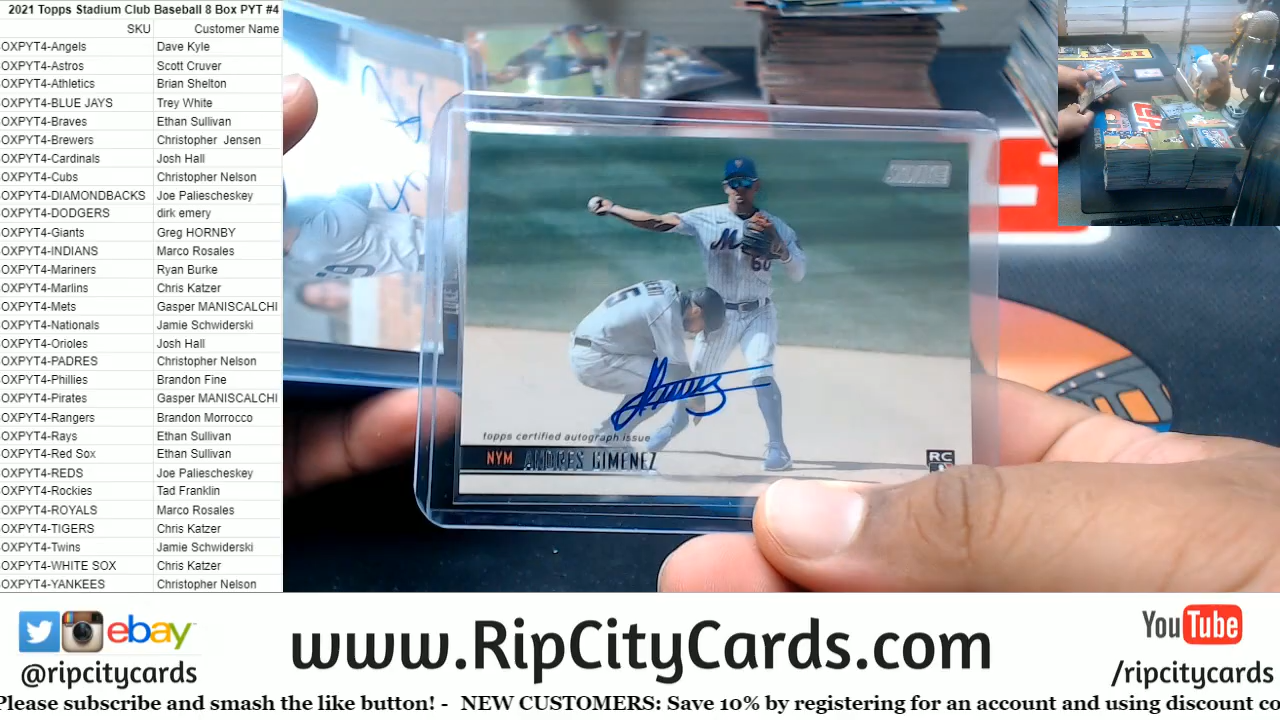 2021 Topps Stadium Club Baseball 8 Box PYT #4
SKU Customer Name
OXPYT4-Angels Dave Kyle
OXPYT4-Astros Scott Cruver
OXPYT4-Athletics Brian Shelton
OXPYT4-BLUE JAYS Trey White
OXPYT4-Braves Ethan Sullivan
OXPYT4-Brewers Christopher Jensen
OXPYT4-Cardinals Josh Hall
OXPYT4-Cubs Christopher Nelson
OXPYT4-DIAMONDBACKS Joe Paliescheskey
OXPYT4-DODGERS dirk emery
OXPYT4-Giants Greg HORNBY
OXPYT4-INDIANS Marco Rosales
OXPYT4-Mariners Ryan Burke
OXPYT4-Marlins Chris Katzer
OXPYT4-Mets Gasper MANISCALCHI
OXPYT4-Nationals Jamie Schwiderski
OXPYT4-Orioles Josh Hall
OXPYT4-PADRES Christopher Nelson
OXPYT4-Phillies Brandon Fine
OXPYT4-Pirates Gasper MANISCALCHI
OXPYT4-Rangers Brandon Morrocco
OXPYT4-Rays Ethan Sullivan
OXPYT4-Red Sox Ethan Sullivan
OXPYT4-REDS Joe Paliescheskey
OXPYT4-Rockies Tad Franklin
OXPYT4-ROYALS Marco Rosales
OXPYT4-TIGERS Chris Katzer
OXPYT4-Twins Jamie Schwiderski
OXPYT4-WHITE SOX Chris Katzer
OXPYT4-YANKEES Christopher Nelson
Mets
60
topps certified autograph issue
NYM ANDRES GIMENEZ
RC
LUKE
ebay
@ripcitycards
www.RipCityCards.com
YouTube
/ripcitycards
Please subscribe and smash the like button! - NEW CUSTOMERS: Save 10% by registering for an account and using discount co